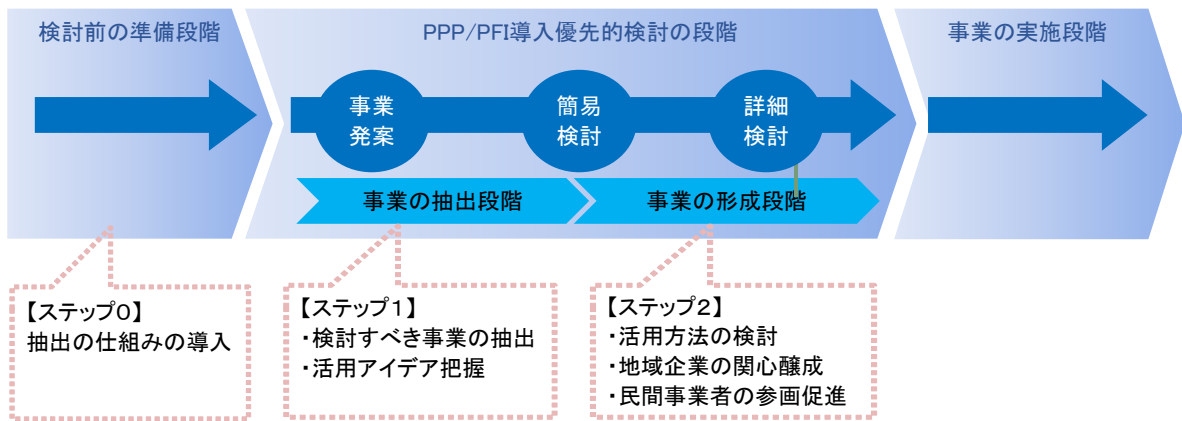 検討前の準備段階
PPP/PFI導入優先的検討の段階
事業の実施段階
事業
発案
簡易
検討
詳細
検討
事業の抽出段階
事業の形成段階
【ステップ0】
抽出の仕組みの導入
【ステップ1】
・検討すべき事業の抽出
・活用アイデア把握
【ステップ2】
・活用方法の検討
・地域企業の関心醸成
・民間事業者の参画促進